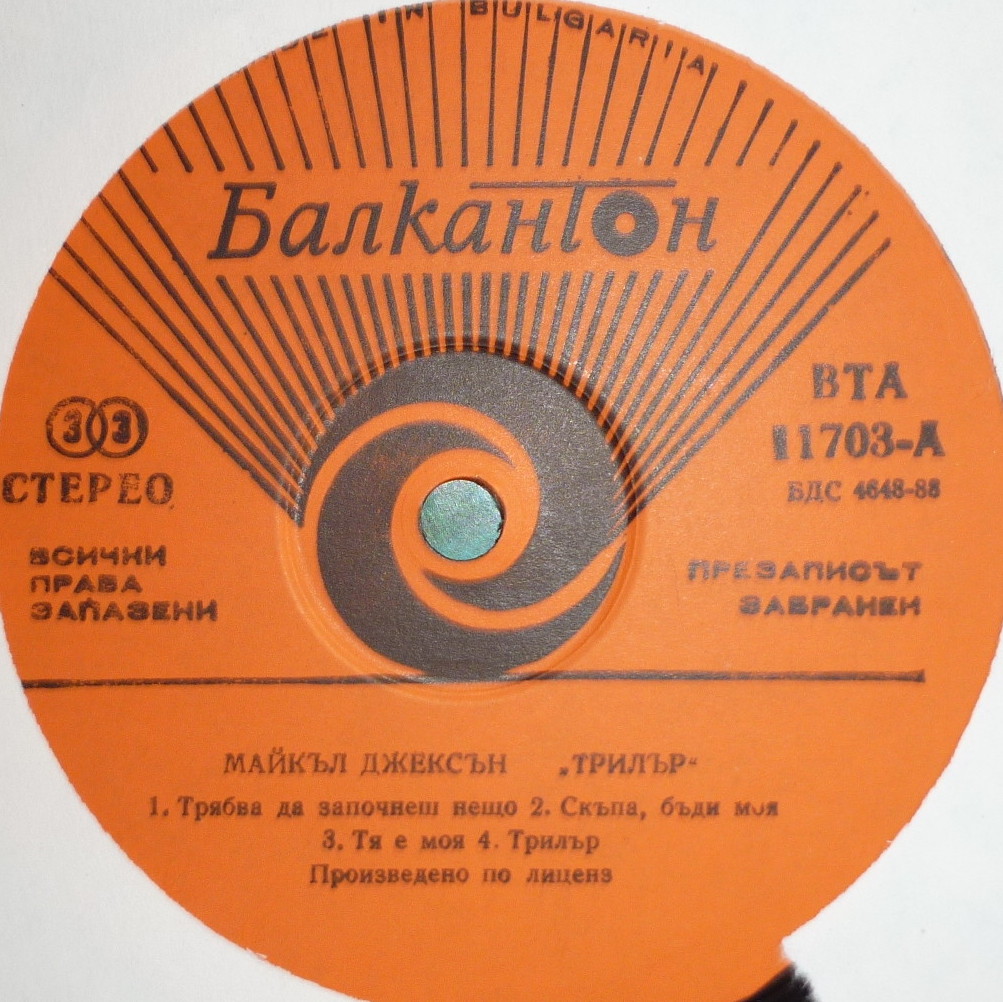 IN BULGARIA
Балкантон
33
СТЕРЕО
ВТА
11703-А
БДС 4648-88
ВСИЧКИ
ПРАВА
ЗАПАЗЕНИ
ПРЕЗАПИСЪТ
ЗАБРАНЕН
МАЙКЪЛ ДЖЕКСЪН „ТРИЛЪР“
1. Трябва да започнеш нещо 2. Скъпа, бъди моя
3. Тя е моя 4. Трилър
Произведено по лиценз